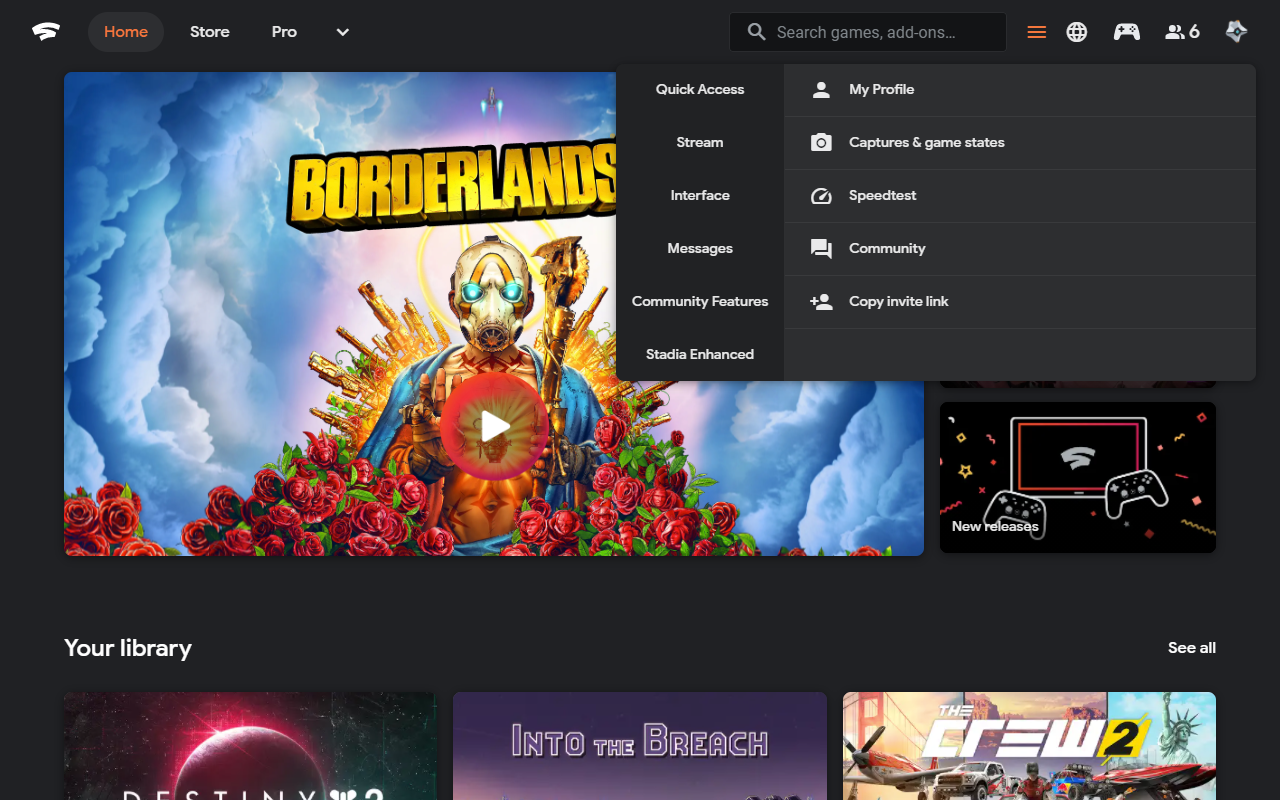 Home
Store
Pro
Search games, add-ons…
6
Quick Access
My Profile
Stream
Captures & game states
Interface
Speedtest
Messages
Community
Community Features
Copy invite link
Stadia Enhanced
BORDERLANDS
New releases
Your library
See all
DESTINY 2
INTO THE BREACH
THE CREW 2